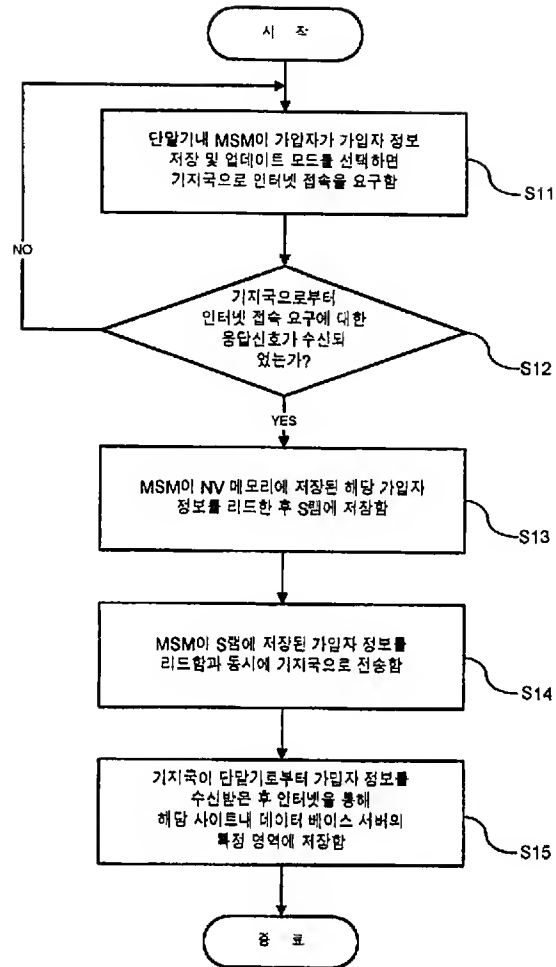 시 작
단말기내 MSM이 가입자가 가입자 정보
저장 및 업데이트 모드를 선택하면
기지국으로 인터넷 접속을 요구함
S11
NO
기지국으로부터
인터넷 접속 요구에 대한
응답신호가 수신되
었는가?
S12
YES
MSM이 NV 메모리에 저장된 해당 가입자
정보를 리드한 후 S램에 저장함
S13
MSM이 S램에 저장된 가입자 정보를
리드함과 동시에 기지국으로 전송함
S14
기지국이 단말기로부터 가입자 정보를
수신받은 후 인터넷을 통해
해당 사이트내 데이터 베이스 서버의
특정 영역에 저장함
S15
종 료